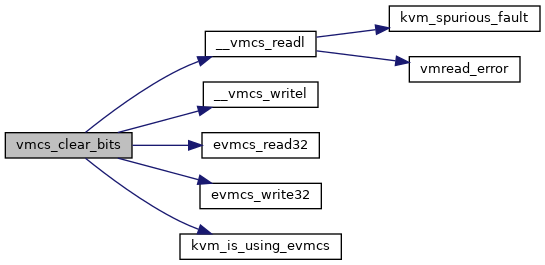 vmcs_clear_bits
__vmcs_readl
kvm_spurious_fault
vmread_error
__vmcs_writel
evmcs_read32
evmcs_write32
kvm_is_using_evmcs